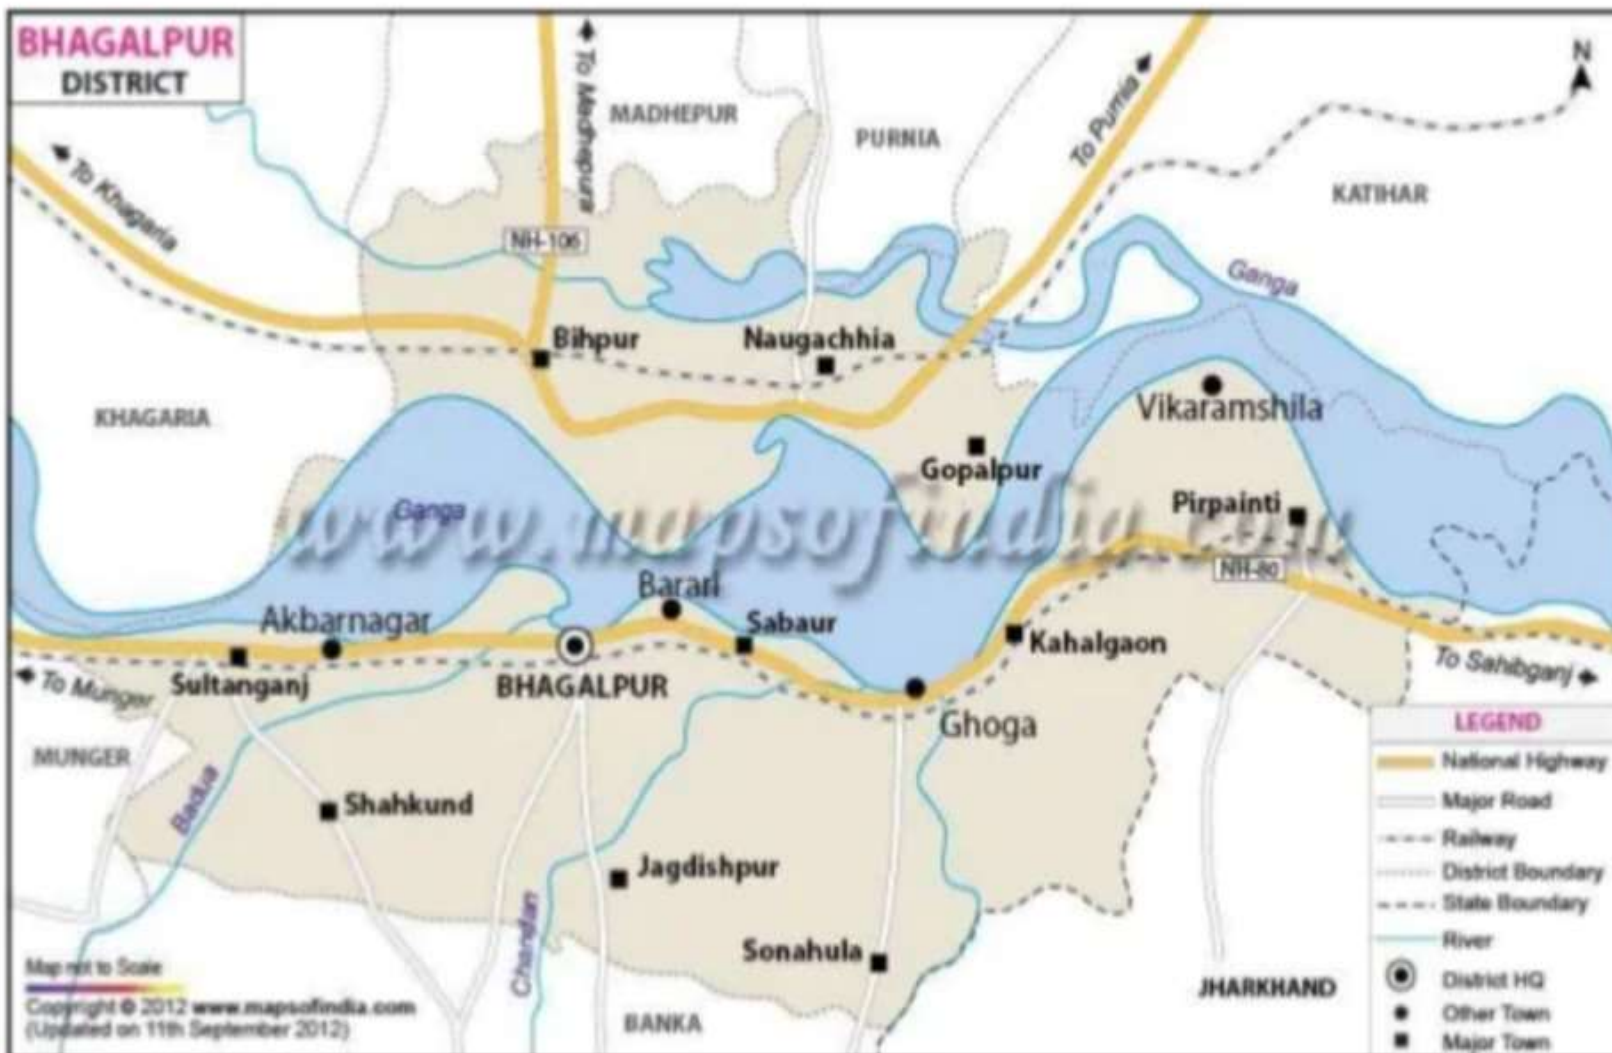 BHAGALPUR
DISTRICT
N
To Madhepura
MADHEPUR
PURNIA
To Purnia
KATIHAR
To Khagaria
NH-106
Ganga
Bihpur
Naugachhia
KHAGARIA
Vikaramshila
Gopalpur
Ganga
Pirpainti
www.mapsofindia.com
NH-80
Barari
Akbarnagar
Sabaur
Kahalgaon
To Munger
Sultanganj
BHAGALPUR
To Sahibganj
Ghoga
MUNGER
Badua
Shahkund
Jagdishpur
Chandan
Sonahula
JHARKHAND
BANKA
LEGEND
National Highway
Major Road
Railway
District Boundary
State Boundary
River
District HQ
Other Town
Major Town
Map not to Scale
Copyright © 2012 www.mapsofindia.com
(Updated on 11th September 2012)